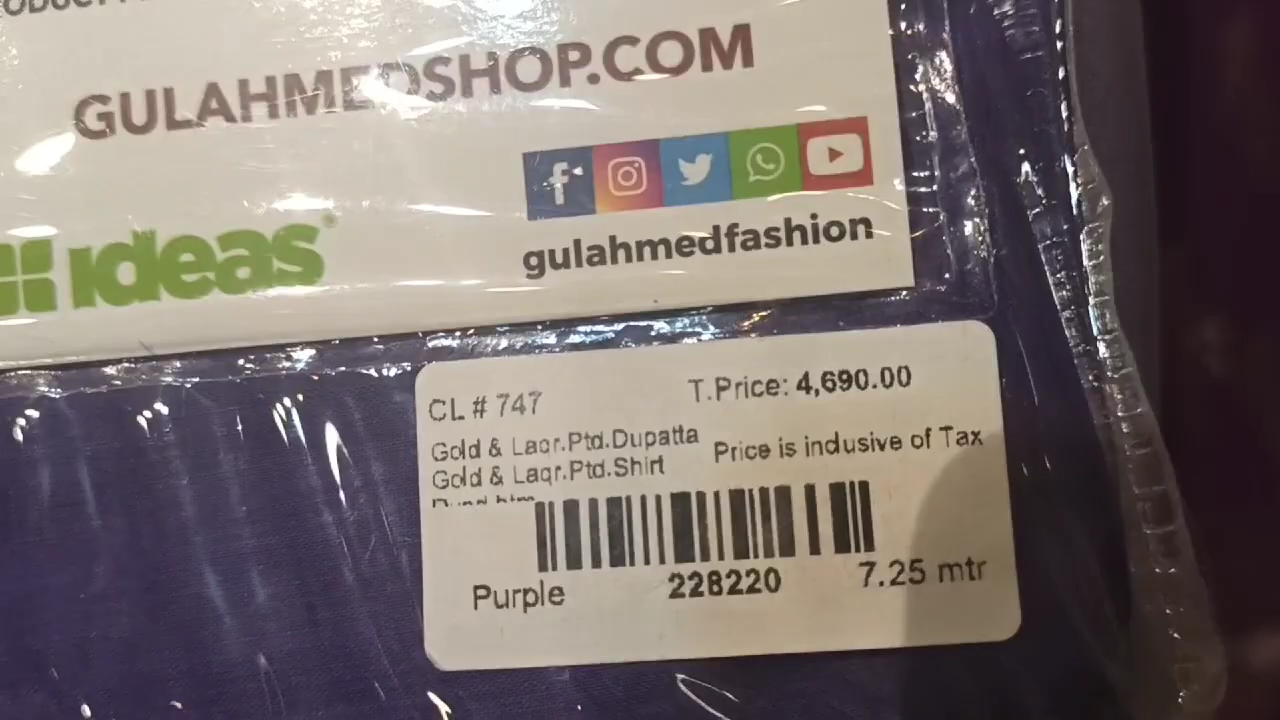 GULAHMEDSHOP.COM
ideas
gulahmedfashion
CL # 747
T.Price: 4,690.00
Gold & Laqr.Ptd.Dupatta
Price is inclusive of Tax
Gold & Laqr.Ptd.Shirt
Purple
228220
7.25 mtr